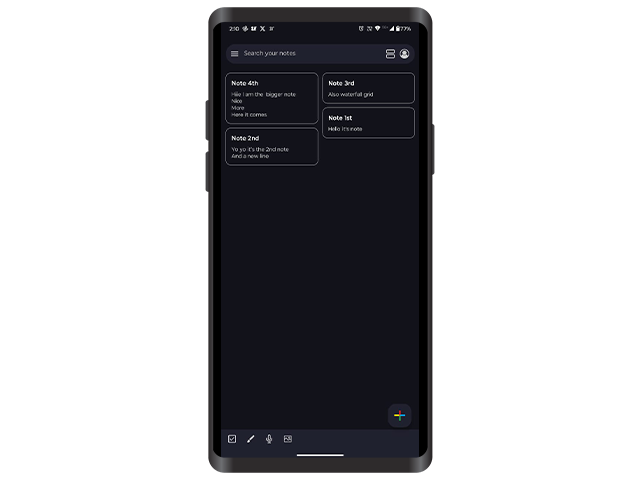 2:10
77%
Search your notes
Note 4th
Hiie I am the  bigger note
Nice
More
Here it comes
Note 3rd
Also waterfall grid
Note 1st
Hello it's note
Note 2nd
Yo yo it's the 2nd note
And a new line